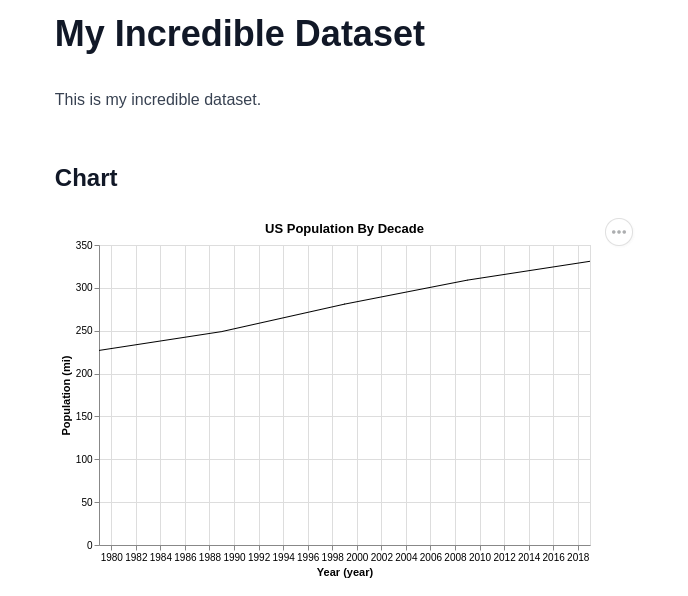 My Incredible Dataset
This is my incredible dataset.
Chart
US Population By Decade
350
300
250
200
150
100
50
0
Population (mi)
1980 1982 1984 1986 1988 1990 1992 1994 1996 1998 2000 2002 2004 2006 2008 2010 2012 2014 2016 2018
Year (year)